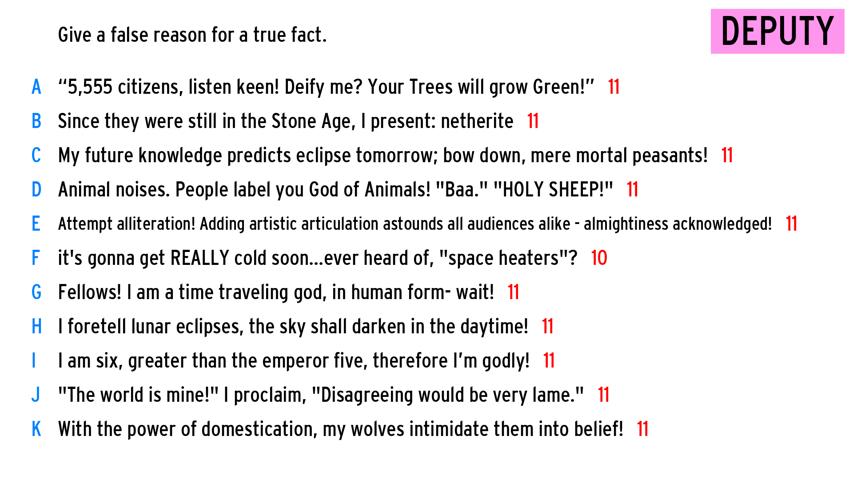 Give a false reason for a true fact.
DEPUTY
A “5,555 citizens, listen keen! Deify me? Your Trees will grow Green!” 11
B Since they were still in the Stone Age, I present: netherite 11
C My future knowledge predicts eclipse tomorrow; bow down, mere mortal peasants! 11
D Animal noises. People label you God of Animals! "Baa." "HOLY SHEEP!" 11
E Attempt alliteration! Adding artistic articulation astounds all audiences alike - almightiness acknowledged! 11
F it's gonna get REALLY cold soon...ever heard of, "space heaters"? 10
G Fellows! I am a time traveling god, in human form- wait! 11
H I foretell lunar eclipses, the sky shall darken in the daytime! 11
I I am six, greater than the emperor five, therefore I’m godly! 11
J "The world is mine!" I proclaim, "Disagreeing would be very lame." 11
K With the power of domestication, my wolves intimidate them into belief! 11